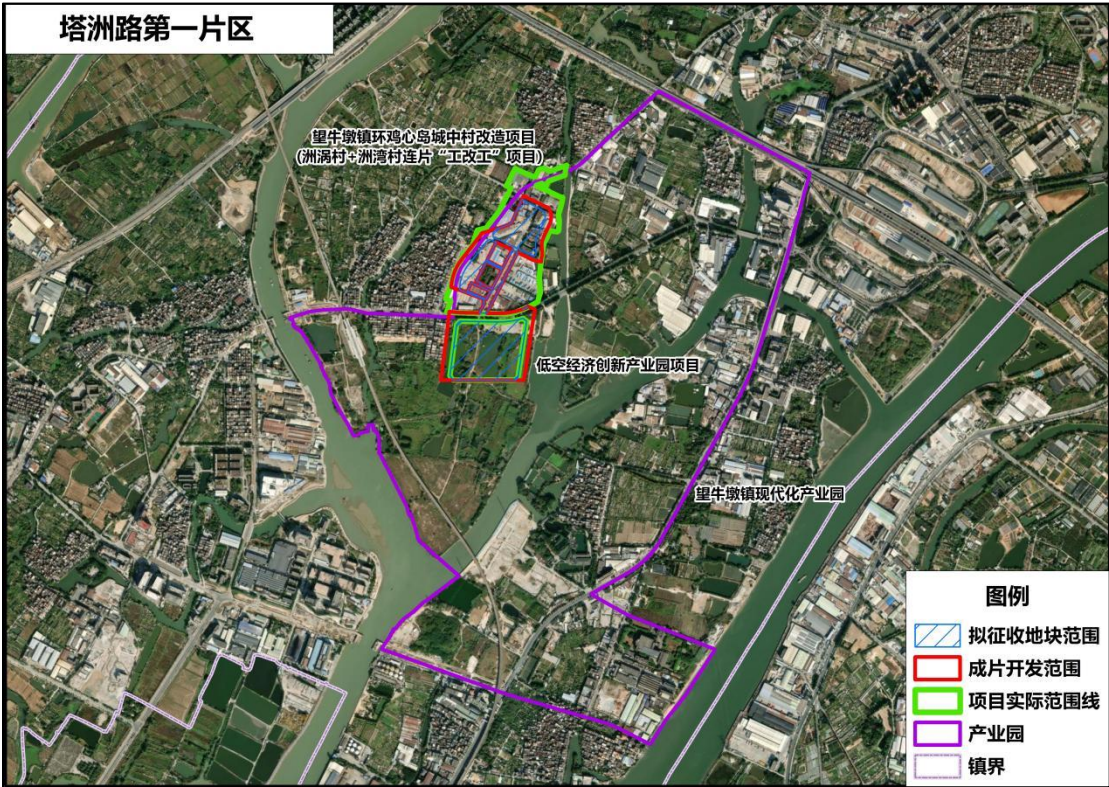 塔洲路第一片区
望牛墩镇环鸡心岛城中村改造项目
(洲涡村+洲湾村连片“工改工”项目)
低空经济创新产业园项目
望牛墩镇现代化产业园
图例
拟征收地块范围
成片开发范围
项目实际范围线
产业园
镇界